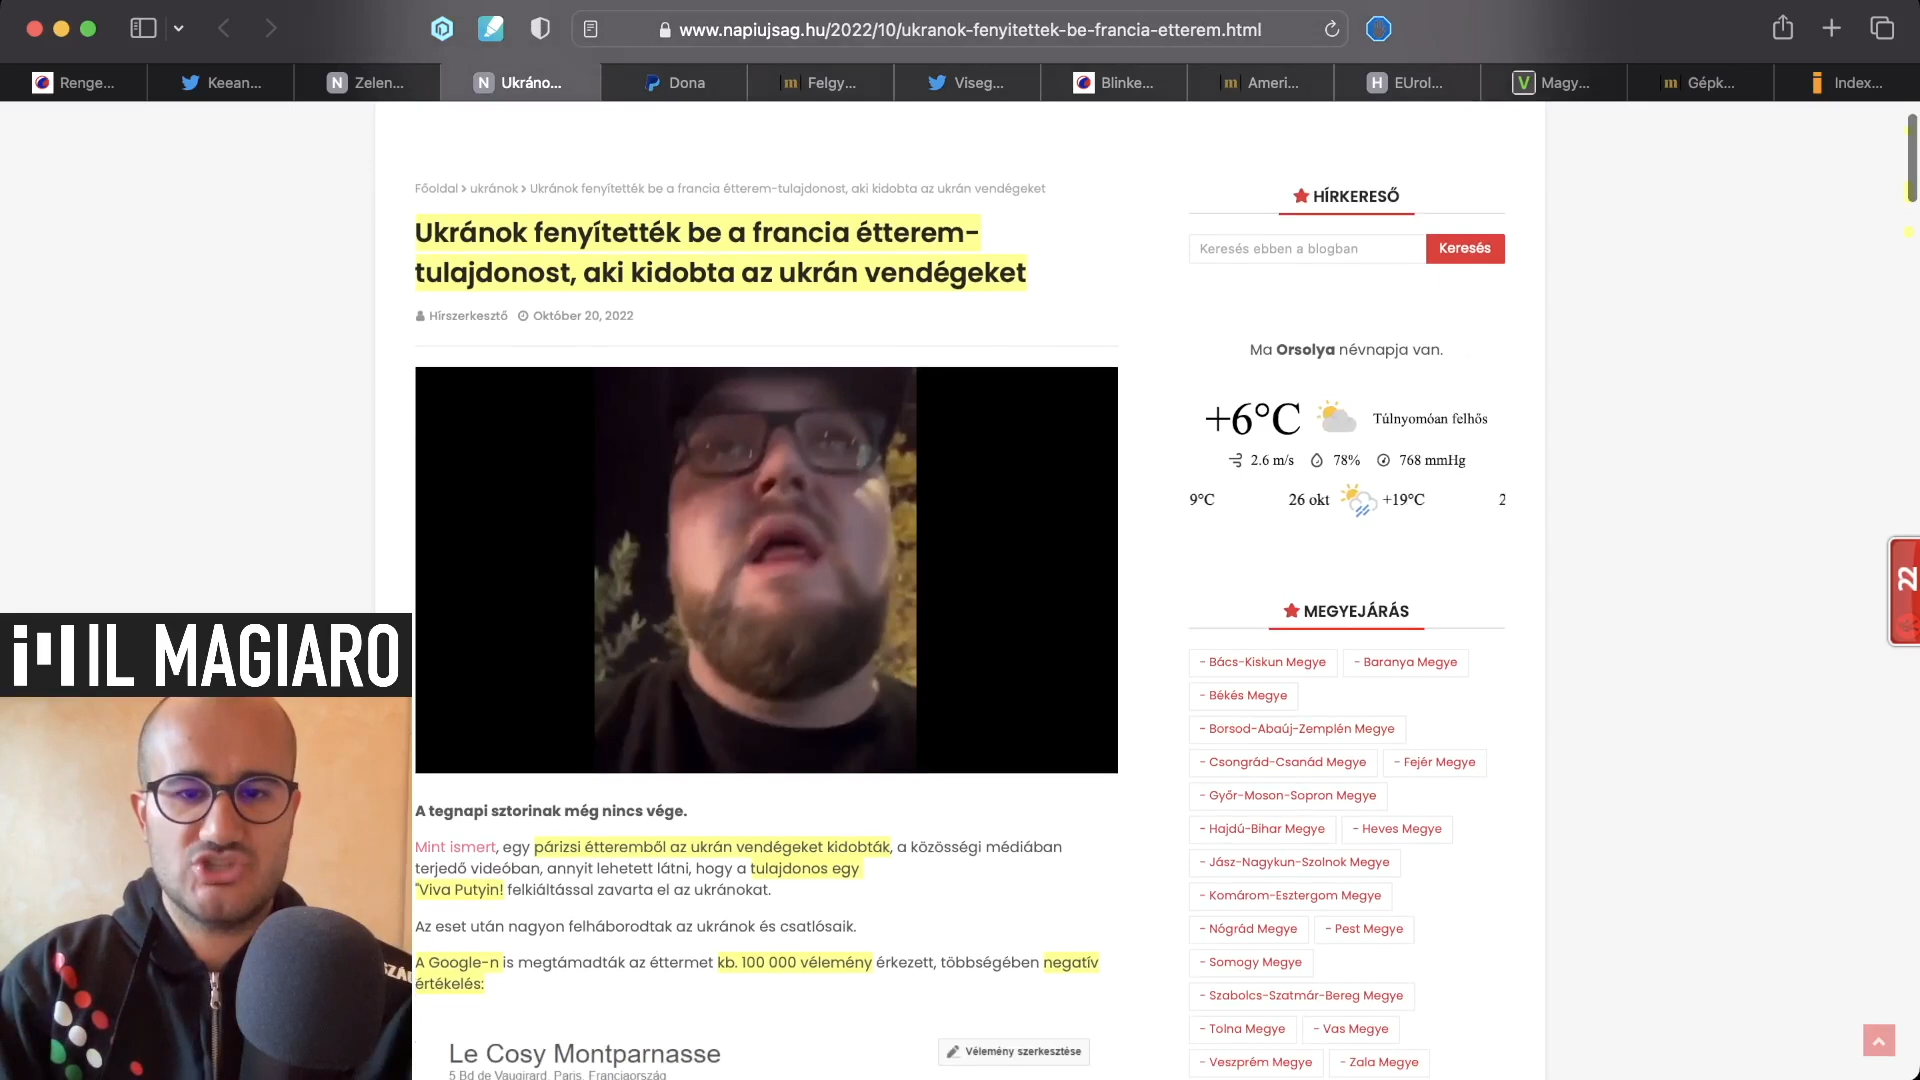 www.napiujsag.hu/2022/10/ukranok-fenyitettek-be-francia-etterem.html
Renge...
Keean...
N Zelen...
N Ukráno...
Dona
m Felgy...
Viseg...
Blinke...
m Ameri...
H EUrol...
V Magy...
m Gépk...
Index...
Főoldal > ukránok > Ukránok fenyítették be a francia étterem-tulajdonost, aki kidobta az ukrán vendégeket
Ukránok fenyítették be a francia étterem-
tulajdonost, aki kidobta az ukrán vendégeket
Hírszerkesztő Október 20, 2022
A tegnapi sztorinak még nincs vége.
Mint ismert, egy párizsi étteremből az ukrán vendégeket kidobták, a közösségi médiában
terjedő videóban, annyit lehetett látni, hogy a tulajdonos egy
"Viva Putyin! felkiáltással zavarta el az ukránokat.
Az eset után nagyon felháborodtak az ukránok és csatlósaik.
A Google-n is megtámadták az éttermet kb. 100 000 vélemény érkezett, többségében negatív
értékelés:
Le Cosy Montparnasse
5 Bd de Vaugirard, Paris, Franciaország
Vélemény szerkesztése
HÍRKERESŐ
Keresés ebben a blogban
Keresés
Ma Orsolya névnapja van.
+6°C Túlnyomóan felhős
2.6 m/s 78% 768 mmHg
9°C 26 okt +19°C 2
MEGYEJÁRÁS
- Bács-Kiskun Megye
- Baranya Megye
- Békés Megye
- Borsod-Abaúj-Zemplén Megye
- Csongrád-Csanád Megye
- Fejér Megye
- Győr-Moson-Sopron Megye
- Hajdú-Bihar Megye
- Heves Megye
- Jász-Nagykun-Szolnok Megye
- Komárom-Esztergom Megye
- Nógrád Megye
- Pest Megye
- Somogy Megye
- Szabolcs-Szatmár-Bereg Megye
- Tolna Megye
- Vas Megye
- Veszprém Megye
- Zala Megye
22
IL MAGIARO